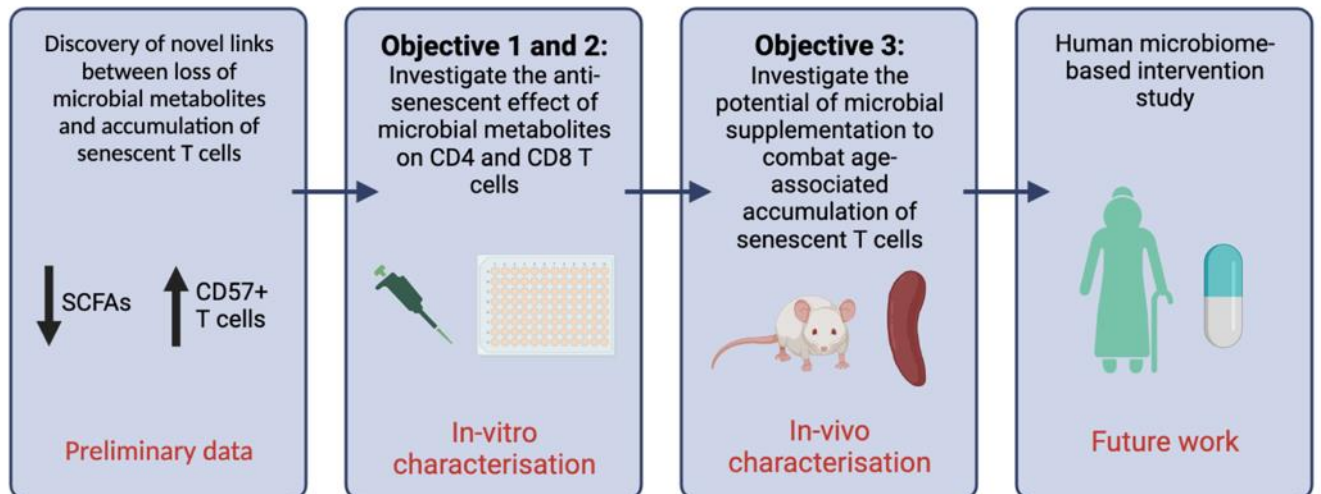 Discovery of novel links
between loss of
microbial metabolites
and accumulation of
senescent T cells
SCFAs
CD57+
T cells
Preliminary data
Objective 1 and 2:
Investigate the anti-
senescent effect of
microbial metabolites
on CD4 and CD8 T
cells
In-vitro
characterisation
Objective 3:
Investigate the
potential of microbial
supplementation to
combat age-
associated
accumulation of
senescent T cells
In-vivo
characterisation
Human microbiome-
based intervention
study
Future work